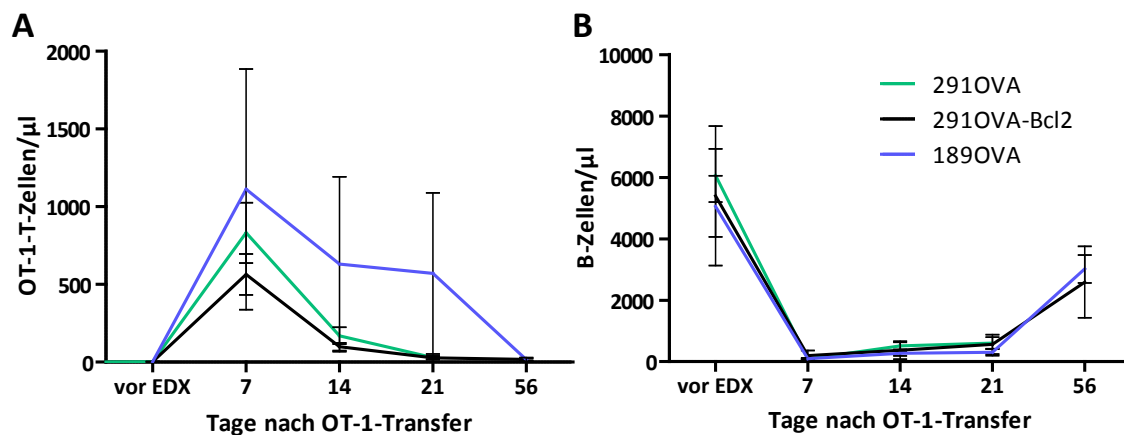 A
OT-1-T-Zellen/µl
2000
1500
1000
500
0
vor EDX 7 14 21 56
Tage nach OT-1-Transfer
B
B-Zellen/µl
10000
8000
6000
4000
2000
0
291OVA
291OVA-Bcl2
189OVA
vor EDX 7 14 21 56
Tage nach OT-1-Transfer